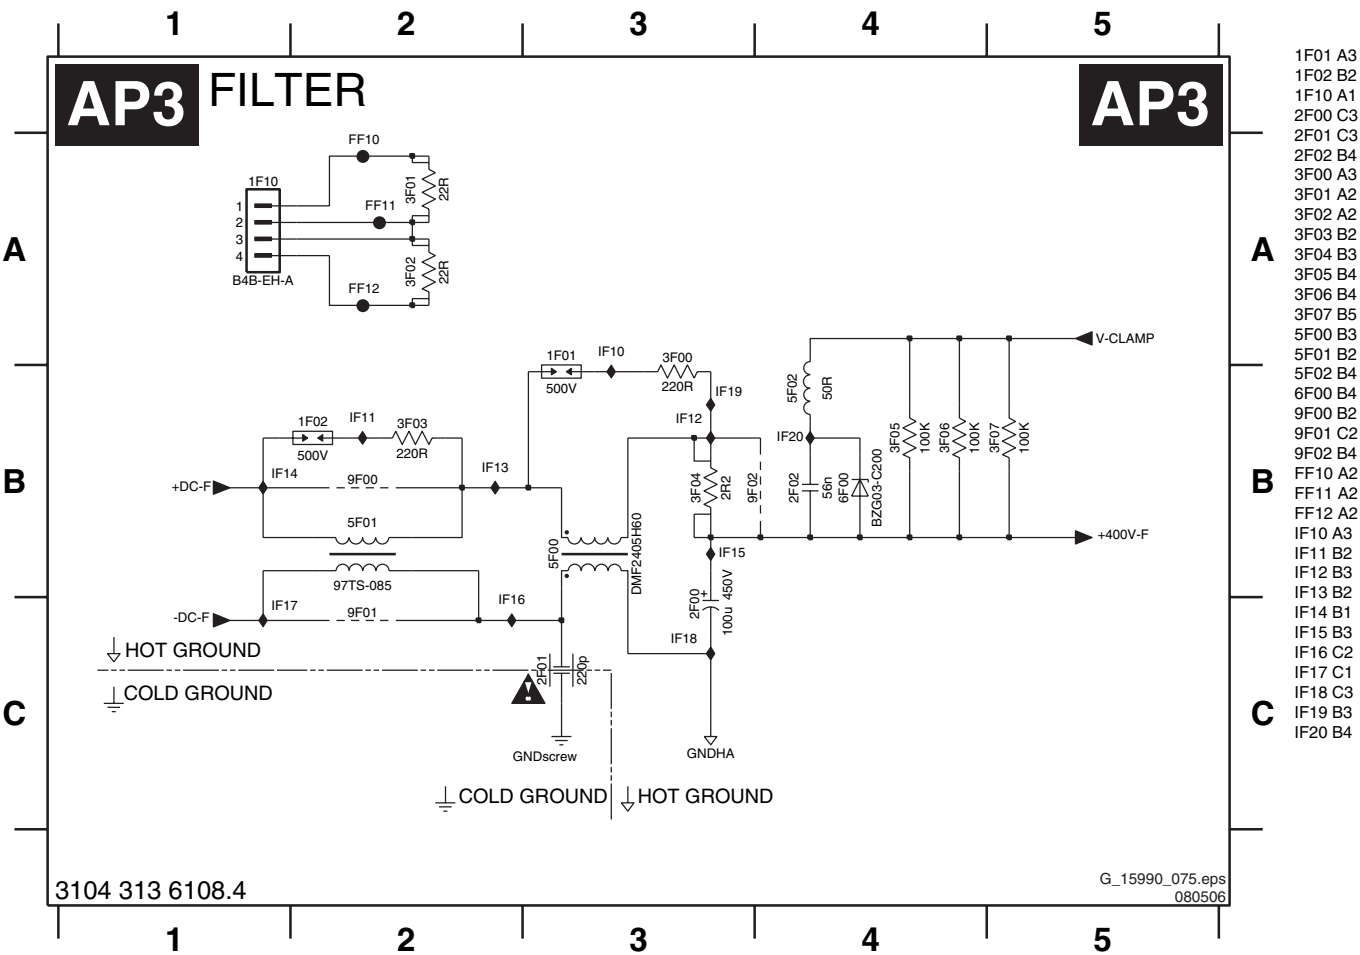 1 2 3 4 5
AP3 FILTER AP3
1F01 A3
1F02 B2
1F10 A1
2F00 C3
2F01 C3
2F02 B4
3F00 A3
3F01 A2
3F02 A2
3F03 B2
3F04 B3
3F05 B4
3F06 B4
3F07 B5
5F00 B3
5F01 B2
5F02 B4
6F00 B4
9F00 B2
9F01 C2
9F02 B4
FF10 A2
FF11 A2
FF12 A2
IF10 A3
IF11 B2
IF12 B3
IF13 B2
IF14 B1
IF15 B3
IF16 C2
IF17 C1
IF18 C3
IF19 B3
IF20 B4
FF10
1F10
3F01
22R
1
FF11
2
3
4
A A
3F02
22R
B4B-EH-A
FF12
V-CLAMP
1F01
IF10
3F00
500V
220R
IF19
5F02
50R
1F02
IF11
3F03
IF12
IF20
500V
220R
3F05
100K
3F06
100K
3F07
100K
IF14
IF13
+DC-F
9F00
B B
3F04
2R2
9F02
2F02
56n
6F00
BZG03-C200
5F01
5F00
DMF2405H60
+400V-F
IF15
97TS-085
2F00
+
100u 450V
IF17
IF16
-DC-F
9F01
IF18
HOT GROUND
2F01
220p
COLD GROUND
C C
GNDscrew
GNDHA
COLD GROUND HOT GROUND
3104 313 6108.4
G_15990_075.eps
080506
1 2 3 4 5